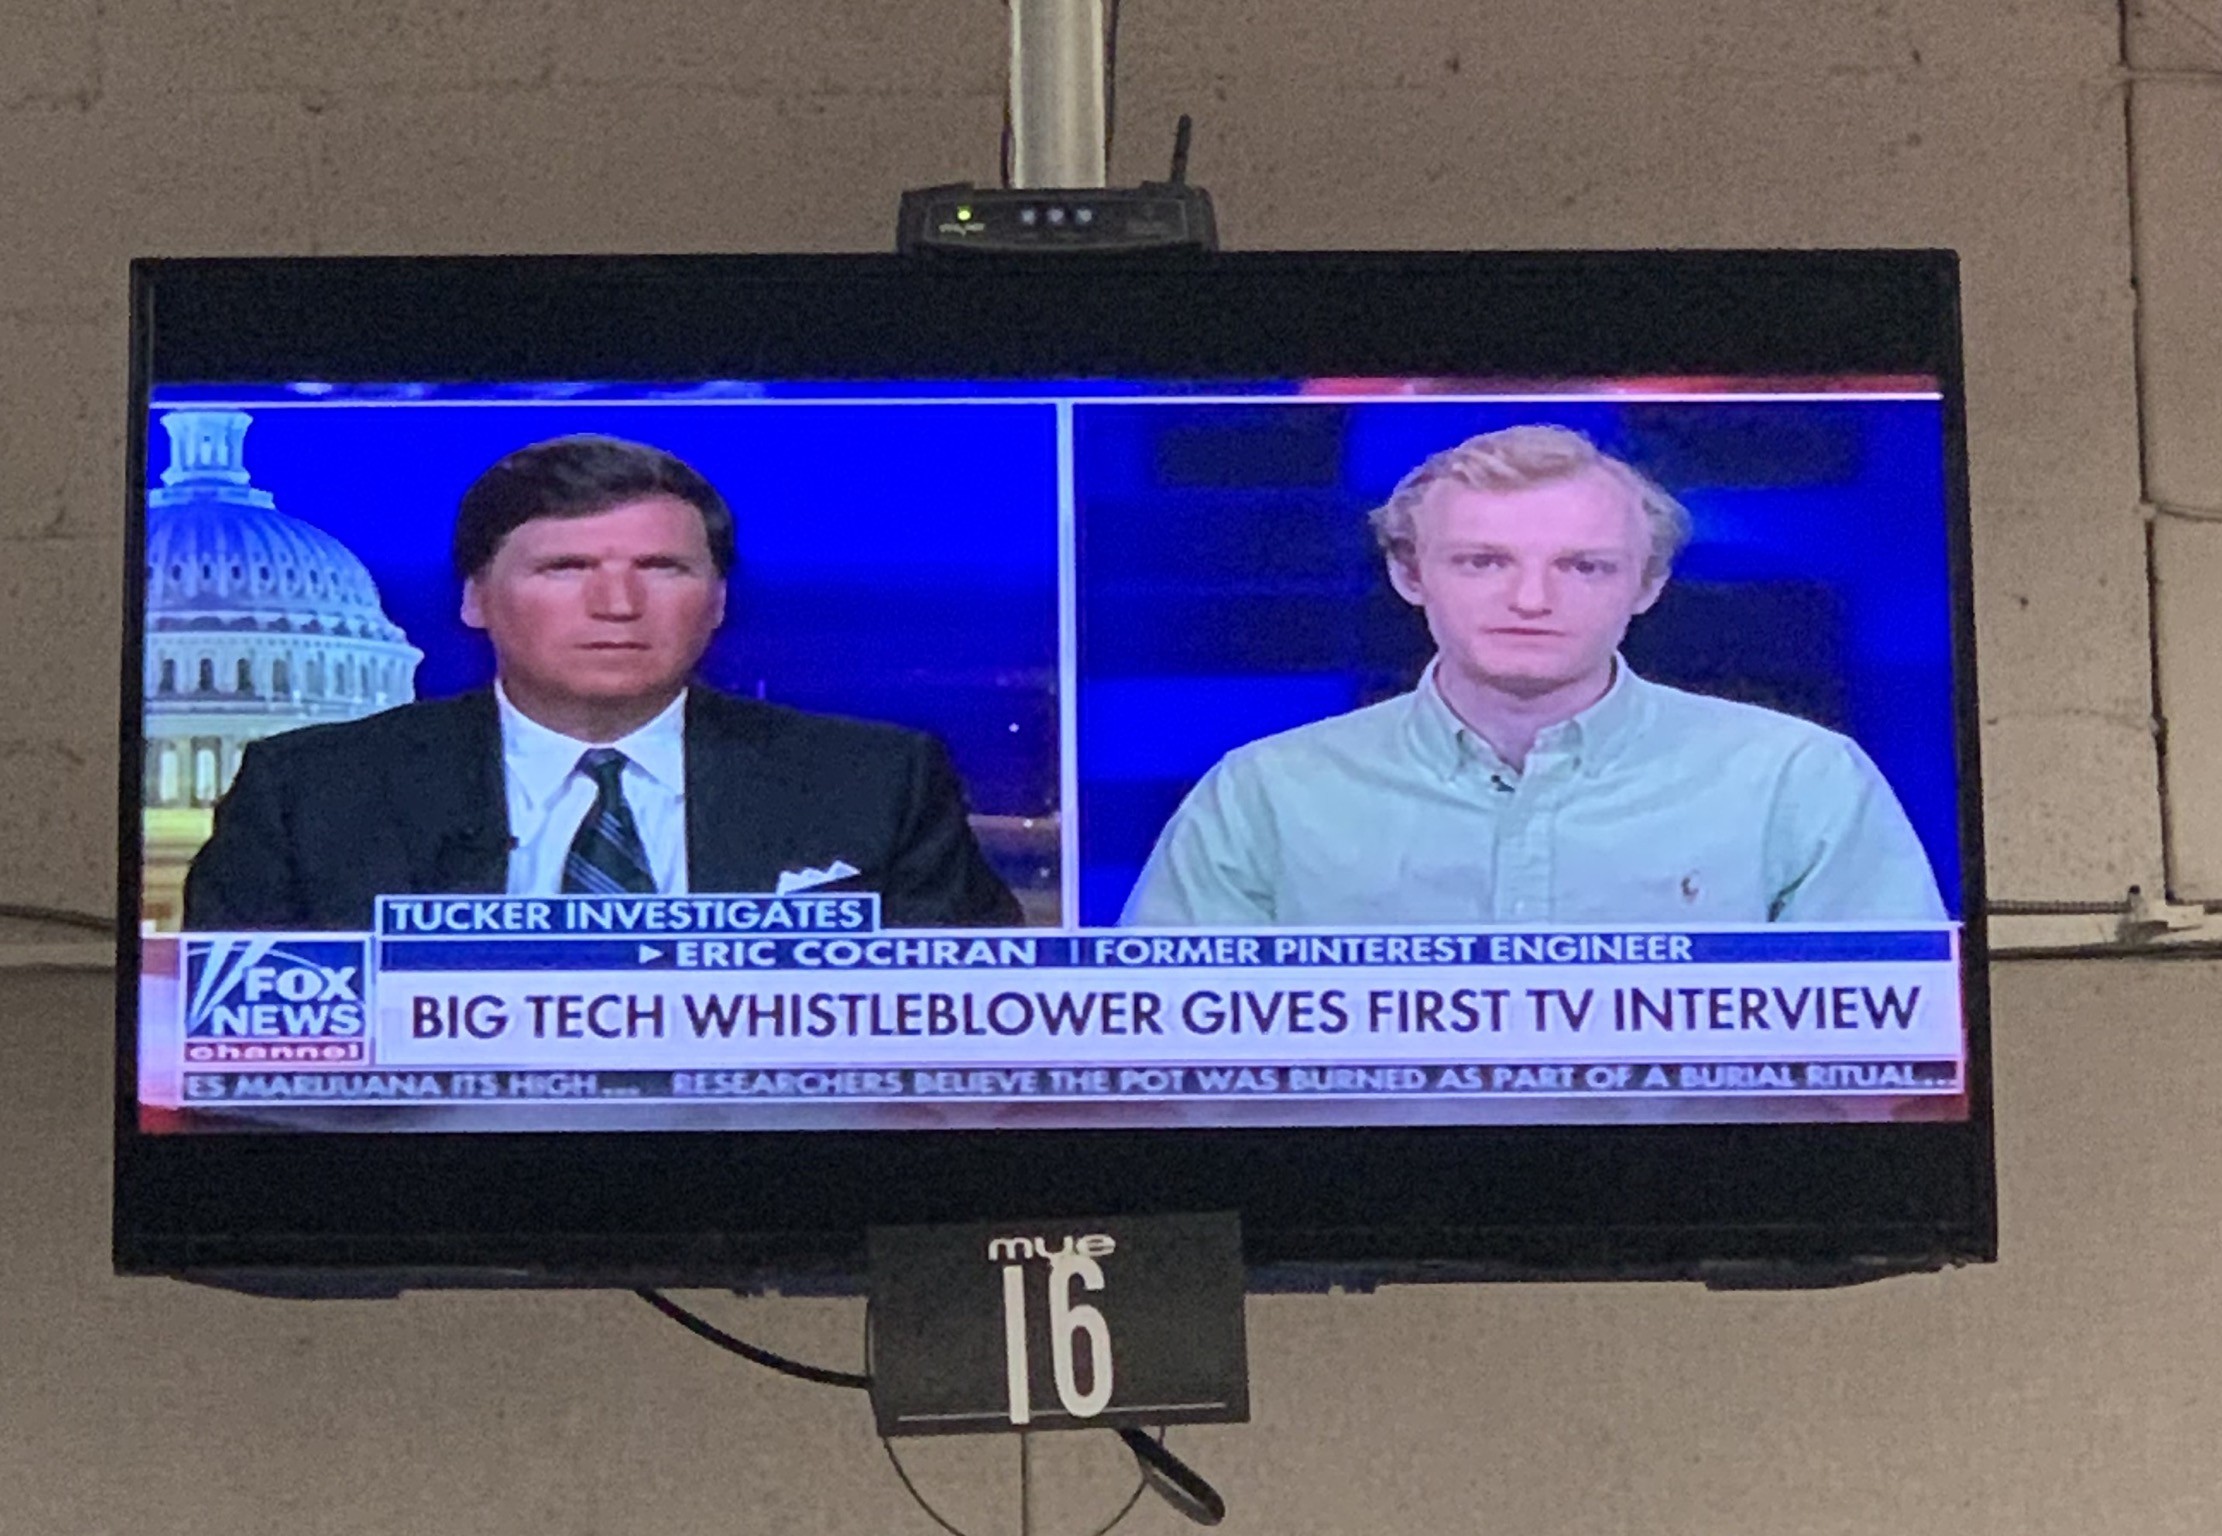 TUCKER INVESTIGATES
▸ ERIC COCHRAN | FORMER PINTEREST ENGINEER
FOX
NEWS
channel
BIG TECH WHISTLEBLOWER GIVES FIRST TV INTERVIEW
ES MARIJUANA ITS HIGH... RESEARCHERS BELIEVE THE POT WAS BURNED AS PART OF A BURIAL RITUAL...
mye
16